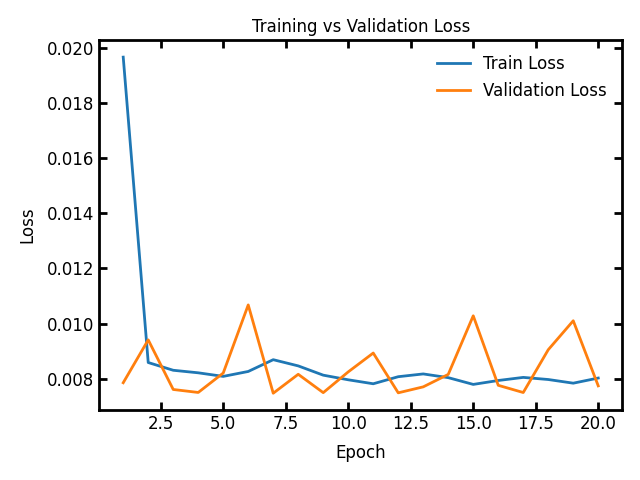 Training vs Validation Loss
0.020
0.018
0.016
0.014
0.012
0.010
0.008
Loss
Train Loss
Validation Loss
2.5 5.0 7.5 10.0 12.5 15.0 17.5 20.0
Epoch